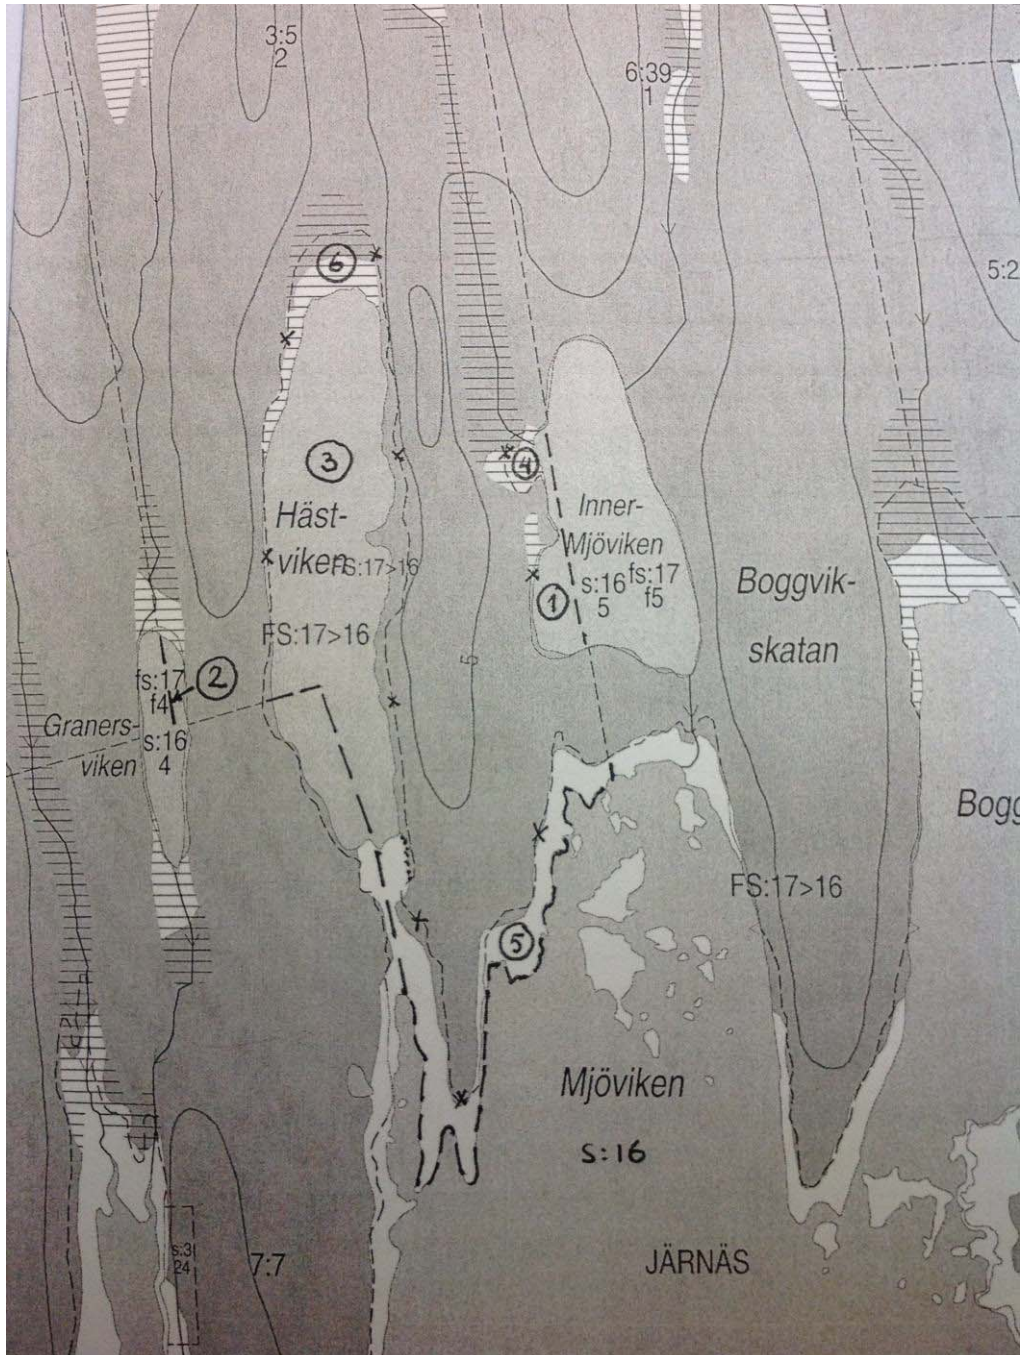 3:5
2
6:39
1
5:2
6
3
Häst-
viken
FS:17>16
4
Inner-
Mjöviken
s:16 fs:17
5 f5
1
Boggvik-
skatan
FS:17>16
5
fs:17
f4
2
Graners-
viken
s:16
4
Bogg
FS:17>16
5
Mjöviken
s:16
JÄRNÄS
s:3
24
7:7